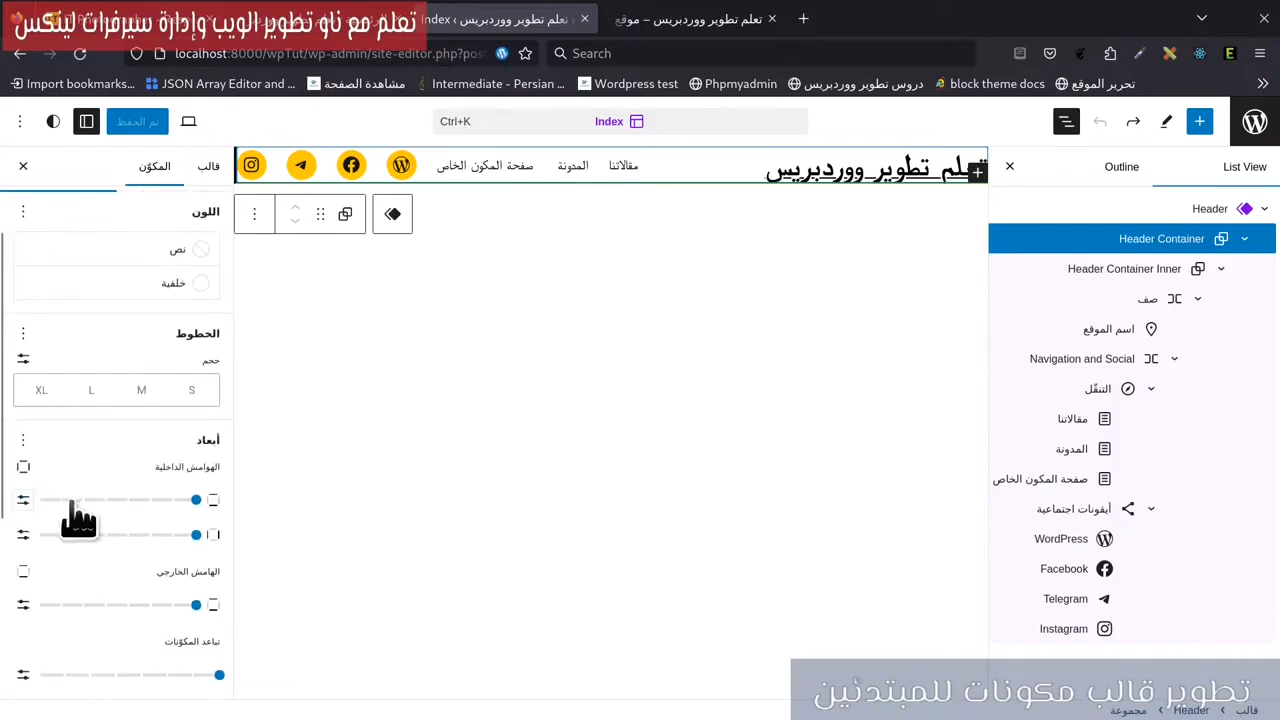 تعلم مع ناو تطوير الويب وإدارة سيرفرات لينكس
Index ‹ تعلم تطوير ووردبريس
تعلم تطوير ووردبريس – موقع
localhost:8000/wpTut/wp-admin/site-editor.php?post
Search
Import bookmarks...
JSON Array Editor and ...
مشاهدة الصفحة
Intermediate - Persian ...
Wordpress test
Phpmyadmin
دروس تطوير ووردبريس
block theme docs
تحرير الموقع
تم الحفظ
Ctrl+K
Index
قالب
المكوّن
اللون
نص
خلفية
الخطوط
حجم
XL L M S
أبعاد
الهوامش الداخلية
الهامش الخارجي
تباعد المكوّنات
تعلم تطوير ووردبريس
مقالاتنا
المدونة
صفحة المكون الخاص
Outline
List View
Header
Header Container
Header Container Inner
صف
اسم الموقع
Navigation and Social
التنقّل
مقالاتنا
المدونة
صفحة المكون الخاص
أيقونات اجتماعية
WordPress
Facebook
Telegram
Instagram
تطوير قالب مكونات للمبتدئين
قالب
Header
مجموعة